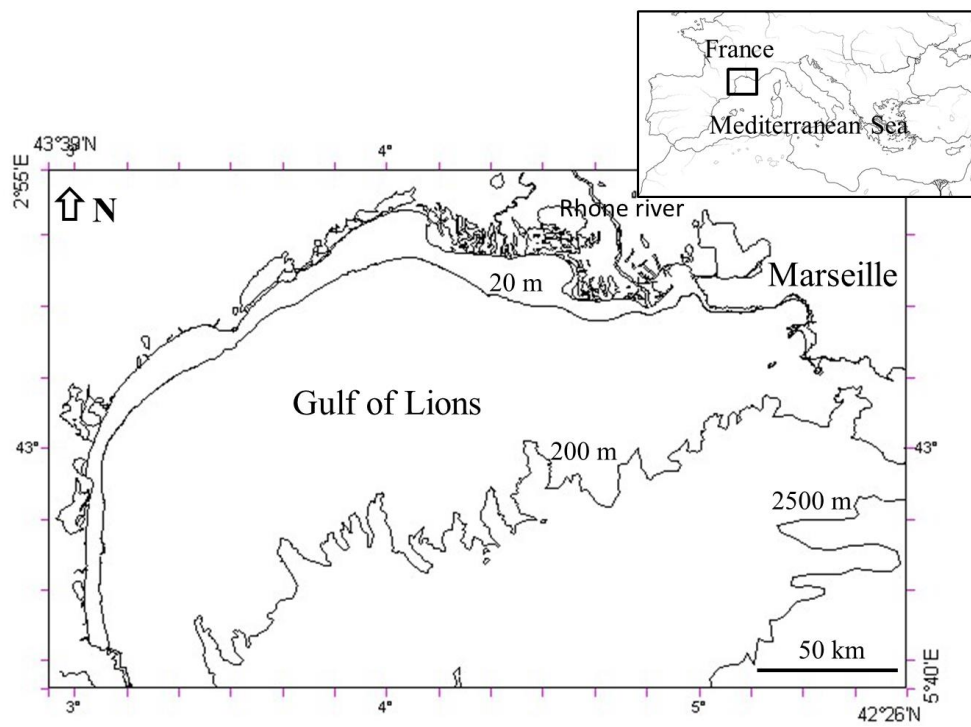 France
Mediterranean Sea
43°39'N
3°
4°
2°55'E
N
Rhone river
Marseille
20 m
Gulf of Lions
43°
200 m
43°
2500 m
50 km
3°
4°
5°
5°40'E
42°26'N